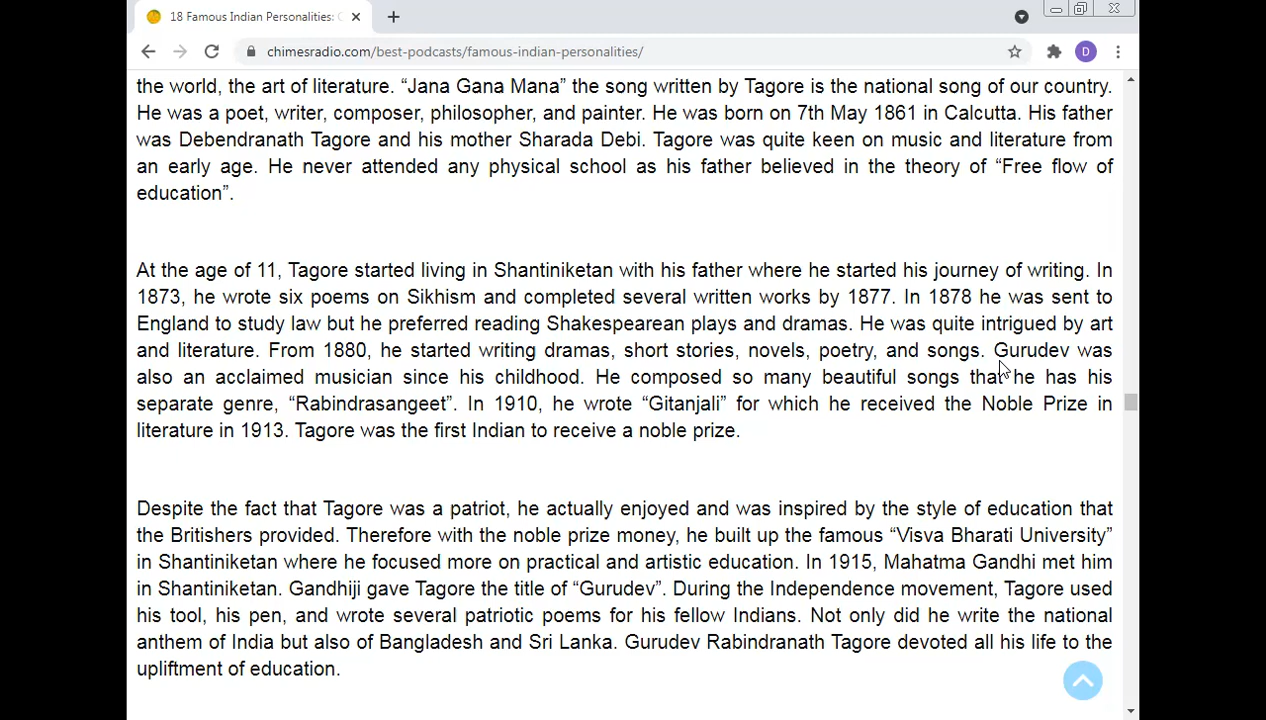 18 Famous Indian Personalities:
chimesradio.com/best-podcasts/famous-indian-personalities/
D
the world, the art of literature. “Jana Gana Mana” the song written by Tagore is the national song of our country.
He was a poet, writer, composer, philosopher, and painter. He was born on 7th May 1861 in Calcutta. His father
was Debendranath Tagore and his mother Sharada Debi. Tagore was quite keen on music and literature from
an early age. He never attended any physical school as his father believed in the theory of “Free flow of
education”.
At the age of 11, Tagore started living in Shantiniketan with his father where he started his journey of writing. In
1873, he wrote six poems on Sikhism and completed several written works by 1877. In 1878 he was sent to
England to study law but he preferred reading Shakespearean plays and dramas. He was quite intrigued by art
and literature. From 1880, he started writing dramas, short stories, novels, poetry, and songs. Gurudev was
also an acclaimed musician since his childhood. He composed so many beautiful songs that he has his
separate genre, “Rabindrasangeet”. In 1910, he wrote “Gitanjali” for which he received the Noble Prize in
literature in 1913. Tagore was the first Indian to receive a noble prize.
Despite the fact that Tagore was a patriot, he actually enjoyed and was inspired by the style of education that
the Britishers provided. Therefore with the noble prize money, he built up the famous “Visva Bharati University”
in Shantiniketan where he focused more on practical and artistic education. In 1915, Mahatma Gandhi met him
in Shantiniketan. Gandhiji gave Tagore the title of “Gurudev”. During the Independence movement, Tagore used
his tool, his pen, and wrote several patriotic poems for his fellow Indians. Not only did he write the national
anthem of India but also of Bangladesh and Sri Lanka. Gurudev Rabindranath Tagore devoted all his life to the
upliftment of education.